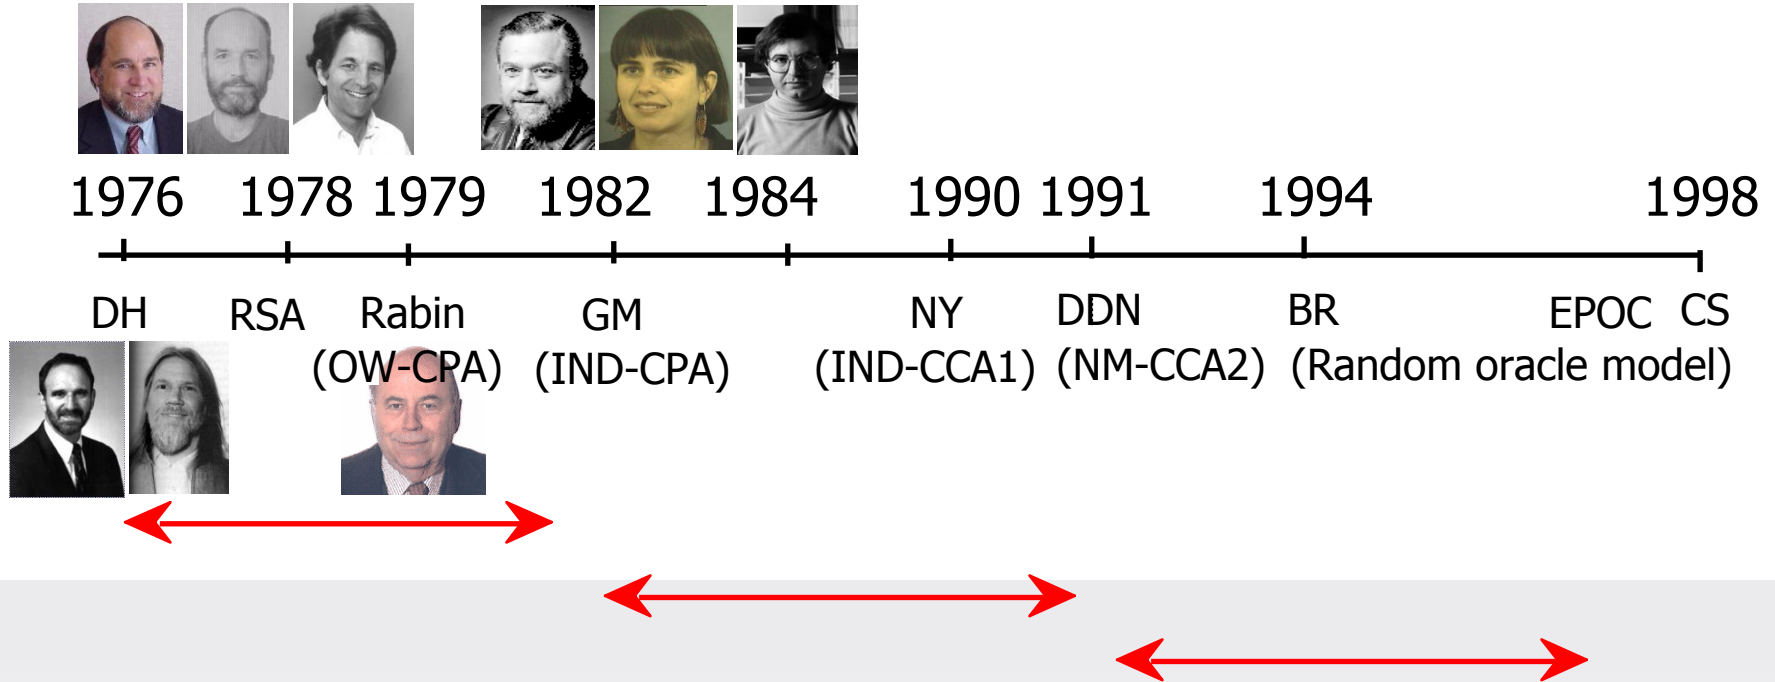 1976 1978 1979 1982 1984 1990 1991 1994 1998
DH RSA Rabin GM NY DDN BR EPOC CS
(OW-CPA) (IND-CPA) (IND-CCA1) (NM-CCA2) (Random oracle model)